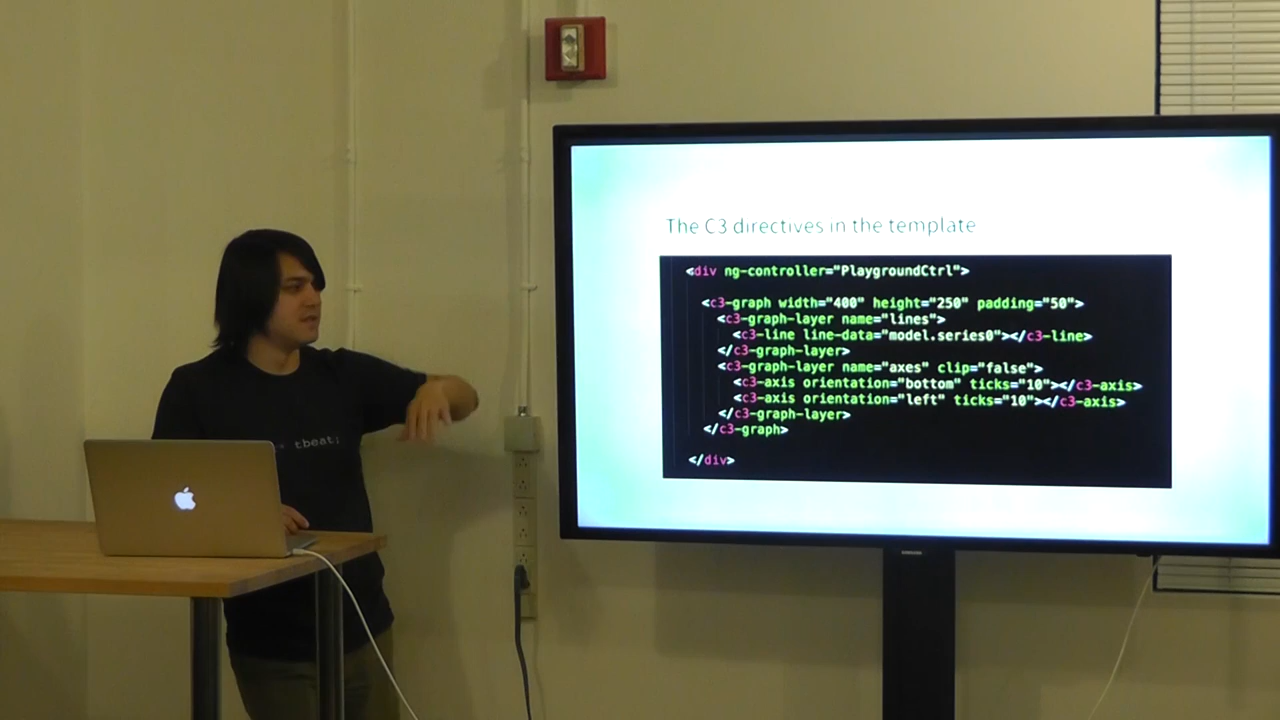 The C3 directives in the template
<div ng-controller="PlaygroundCtrl">
<c3-graph width="400" height="250" padding="50">
<c3-graph-layer name="lines">
<c3-line line-data="model.series0"></c3-line>
</c3-graph-layer>
<c3-graph-layer name="axes" clip="false">
<c3-axis orientation="bottom" ticks="10"></c3-axis>
<c3-axis orientation="left" ticks="10"></c3-axis>
</c3-graph-layer>
</c3-graph>
</div>
tbeat;